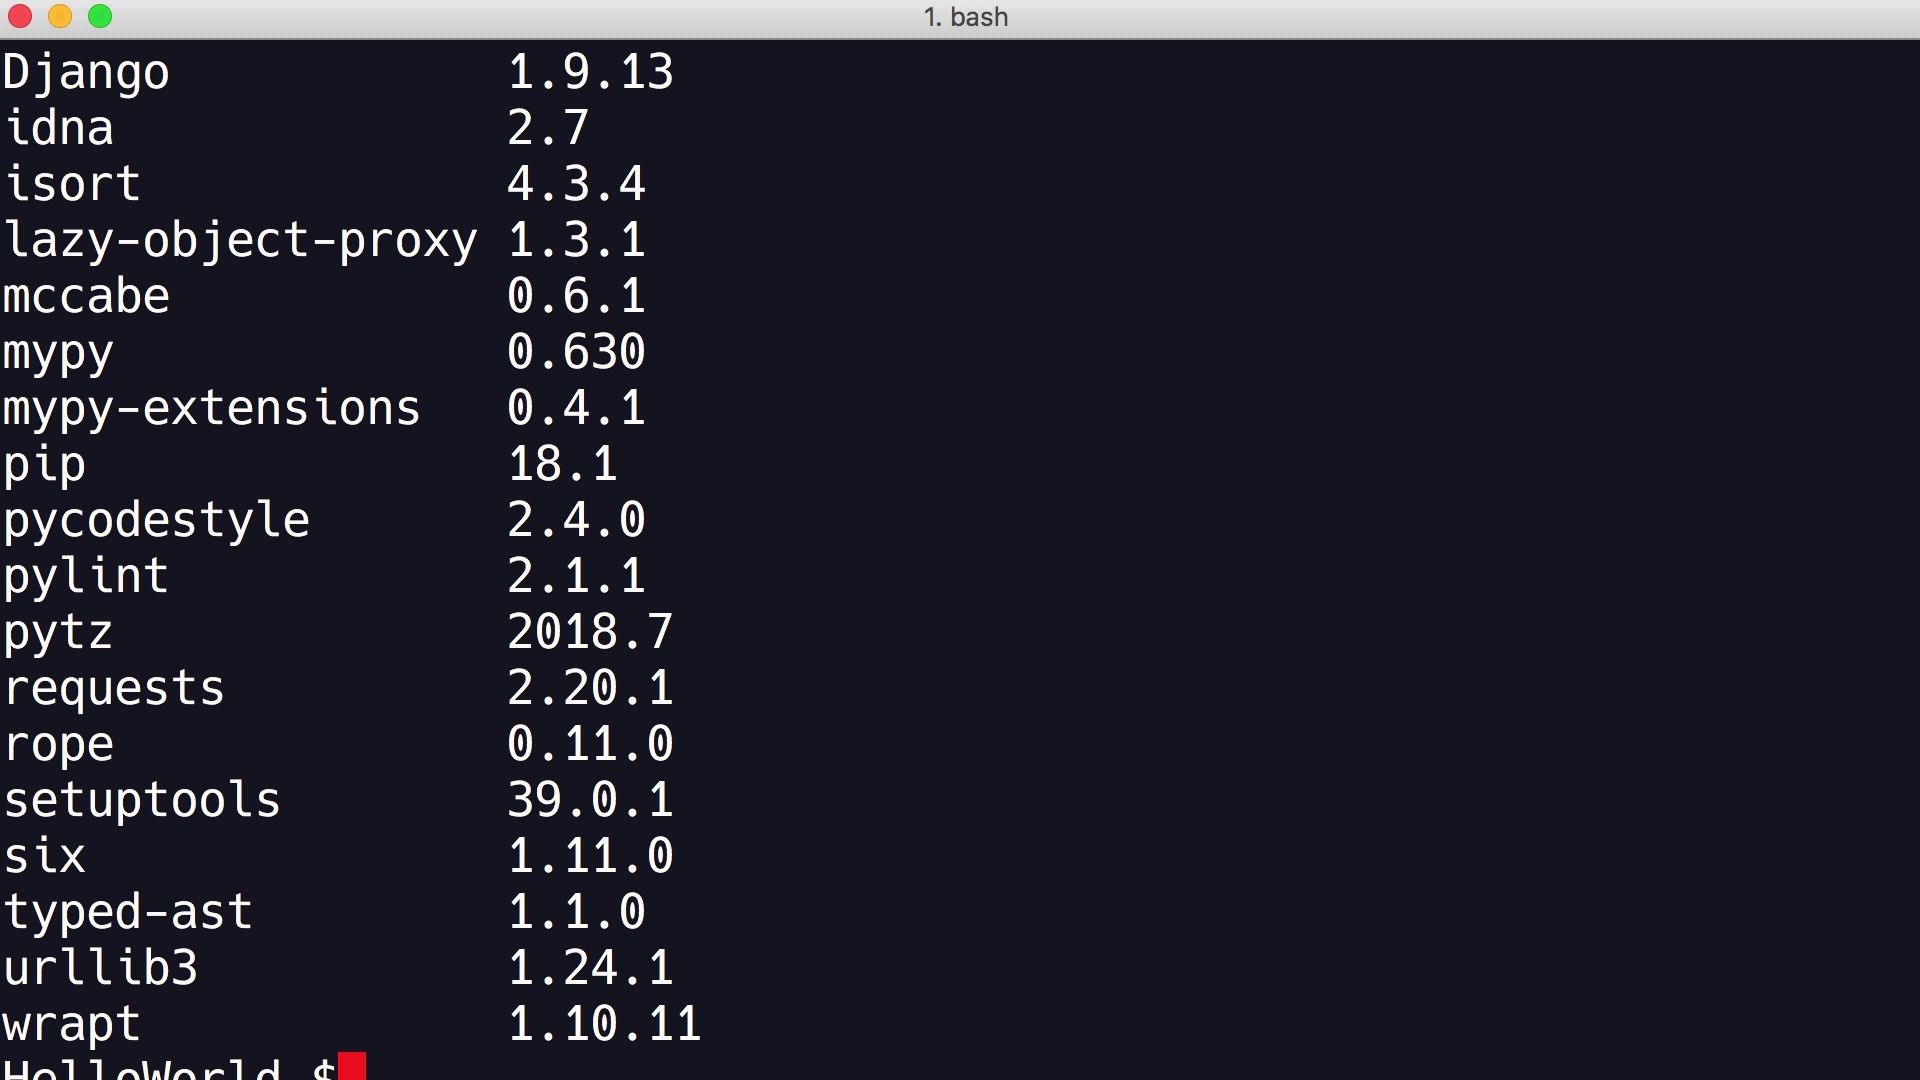 1. bash
Django 1.9.13
idna 2.7
isort 4.3.4
lazy-object-proxy 1.3.1
mccabe 0.6.1
mypy 0.630
mypy-extensions 0.4.1
pip 18.1
pycodestyle 2.4.0
pylint 2.1.1
pytz 2018.7
requests 2.20.1
rope 0.11.0
setuptools 39.0.1
six 1.11.0
typed-ast 1.1.0
urllib3 1.24.1
wrapt 1.10.11
HelloWorld $